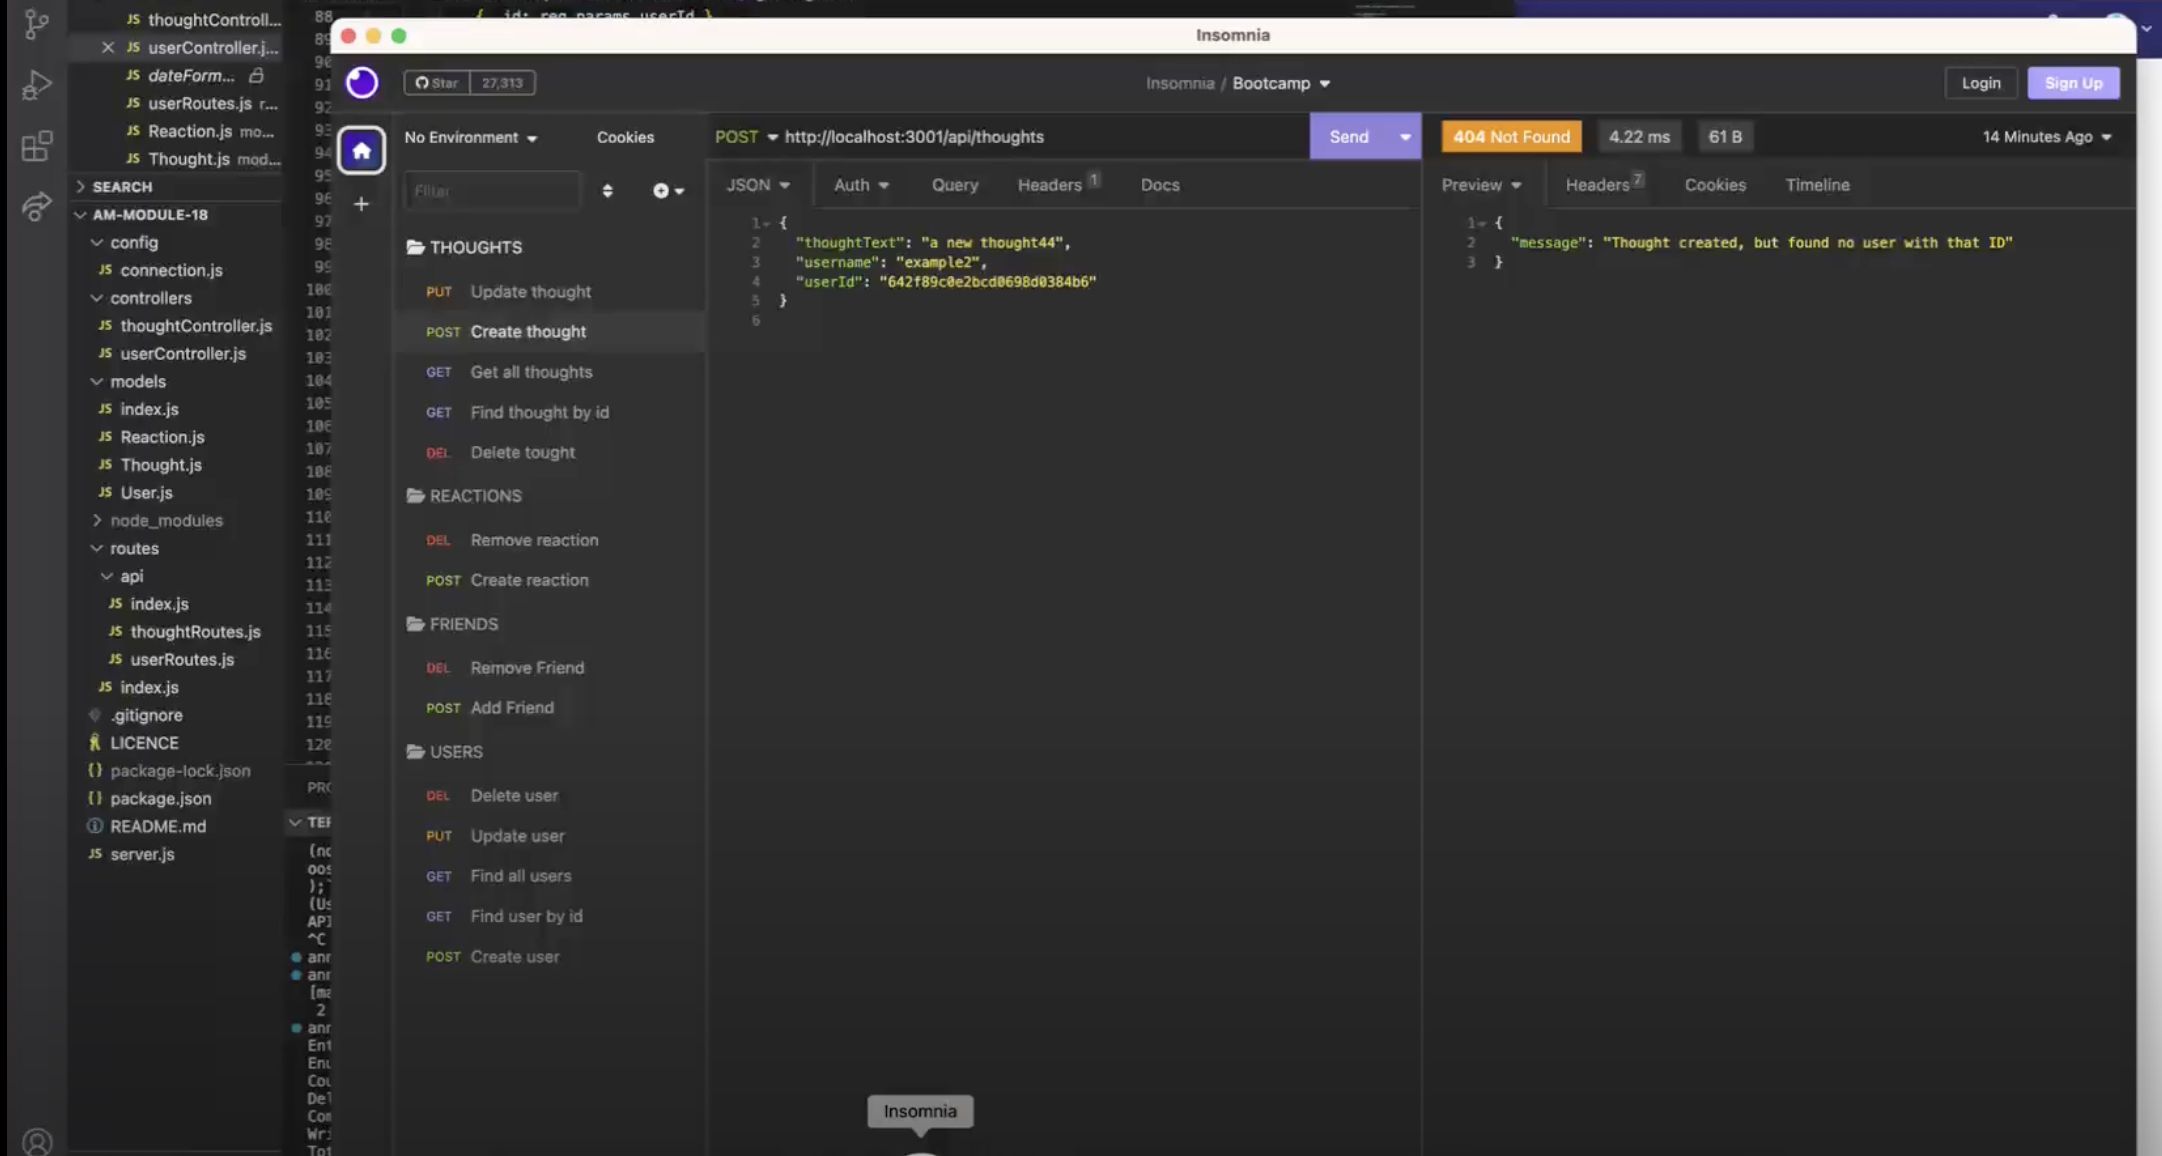 thoughtControll...
userController.j...
dateForm...
userRoutes.js r...
Reaction.js mo...
Thought.js mod...
SEARCH
AM-MODULE-18
config
JS connection.js
controllers
JS thoughtController.js
JS userController.js
models
JS index.js
JS Reaction.js
JS Thought.js
JS User.js
node_modules
routes
api
JS index.js
JS thoughtRoutes.js
JS userRoutes.js
JS index.js
.gitignore
LICENCE
{} package-lock.json
{} package.json
README.md
JS server.js
{ _id: req.params.userId }
Insomnia
Star 27,313
Insomnia / Bootcamp
Login
Sign Up
No Environment
Cookies
Filter
THOUGHTS
PUT Update thought
POST Create thought
GET Get all thoughts
GET Find thought by id
DEL Delete tought
REACTIONS
DEL Remove reaction
POST Create reaction
FRIENDS
DEL Remove Friend
POST Add Friend
USERS
DEL Delete user
PUT Update user
GET Find all users
GET Find user by id
POST Create user
POST http://localhost:3001/api/thoughts
Send
JSON Auth Query Headers 1 Docs
1 {
2 "thoughtText": "a new thought44",
3 "username": "example2",
4 "userId": "642f89c0e2bcd0698d0384b6"
5 }
6
404 Not Found 4.22 ms 61 B 14 Minutes Ago
Preview Headers 7 Cookies Timeline
1 {
2 "message": "Thought created, but found no user with that ID"
3 }
Insomnia